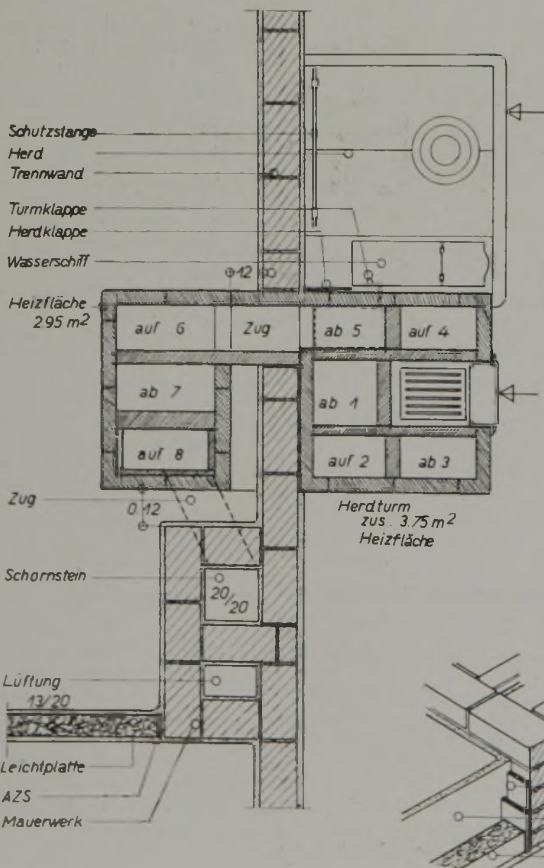 Schutzstange
Herd
Trennwand
Turmklappe
Herdklappe
Wasserschiff
12
Heizfläche
2.95 m²
auf 6
Zug
ab 5
auf 4
ab 7
ab 1
auf 8
auf 2
ab 3
Zug
0.12
Herdturm
zus. 3.75 m²
Heizfläche
Schornstein
20/20
Lüftung
13/20
Leichtplatte
AZS
Mauerwerk